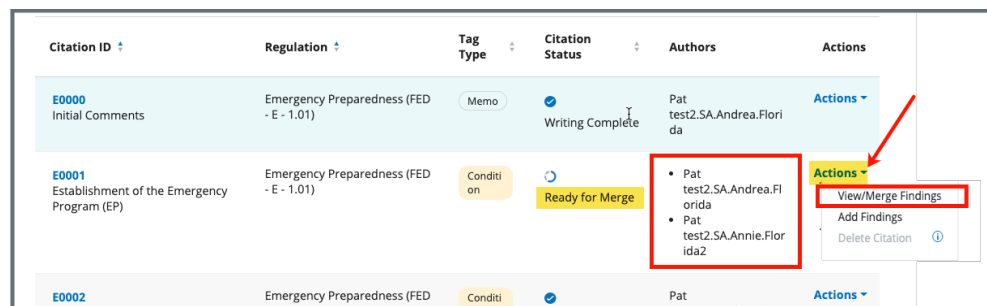 Citation ID Regulation Tag Type Citation Status Authors Actions
E0000
Initial Comments
Emergency Preparedness (FED
- E - 1.01)
Memo
Writing Complete
Pat
test2.SA.Andrea.Flori
da
Actions
E0001
Establishment of the Emergency
Program (EP)
Emergency Preparedness (FED
- E - 1.01)
Conditi
on
Ready for Merge
• Pat
test2.SA.Andrea.Fl
orida
• Pat
test2.SA.Annie.Flor
ida2
Actions
View/Merge Findings
Add Findings
Delete Citation
E0002
Emergency Preparedness (FED
Conditi
Pat
Actions